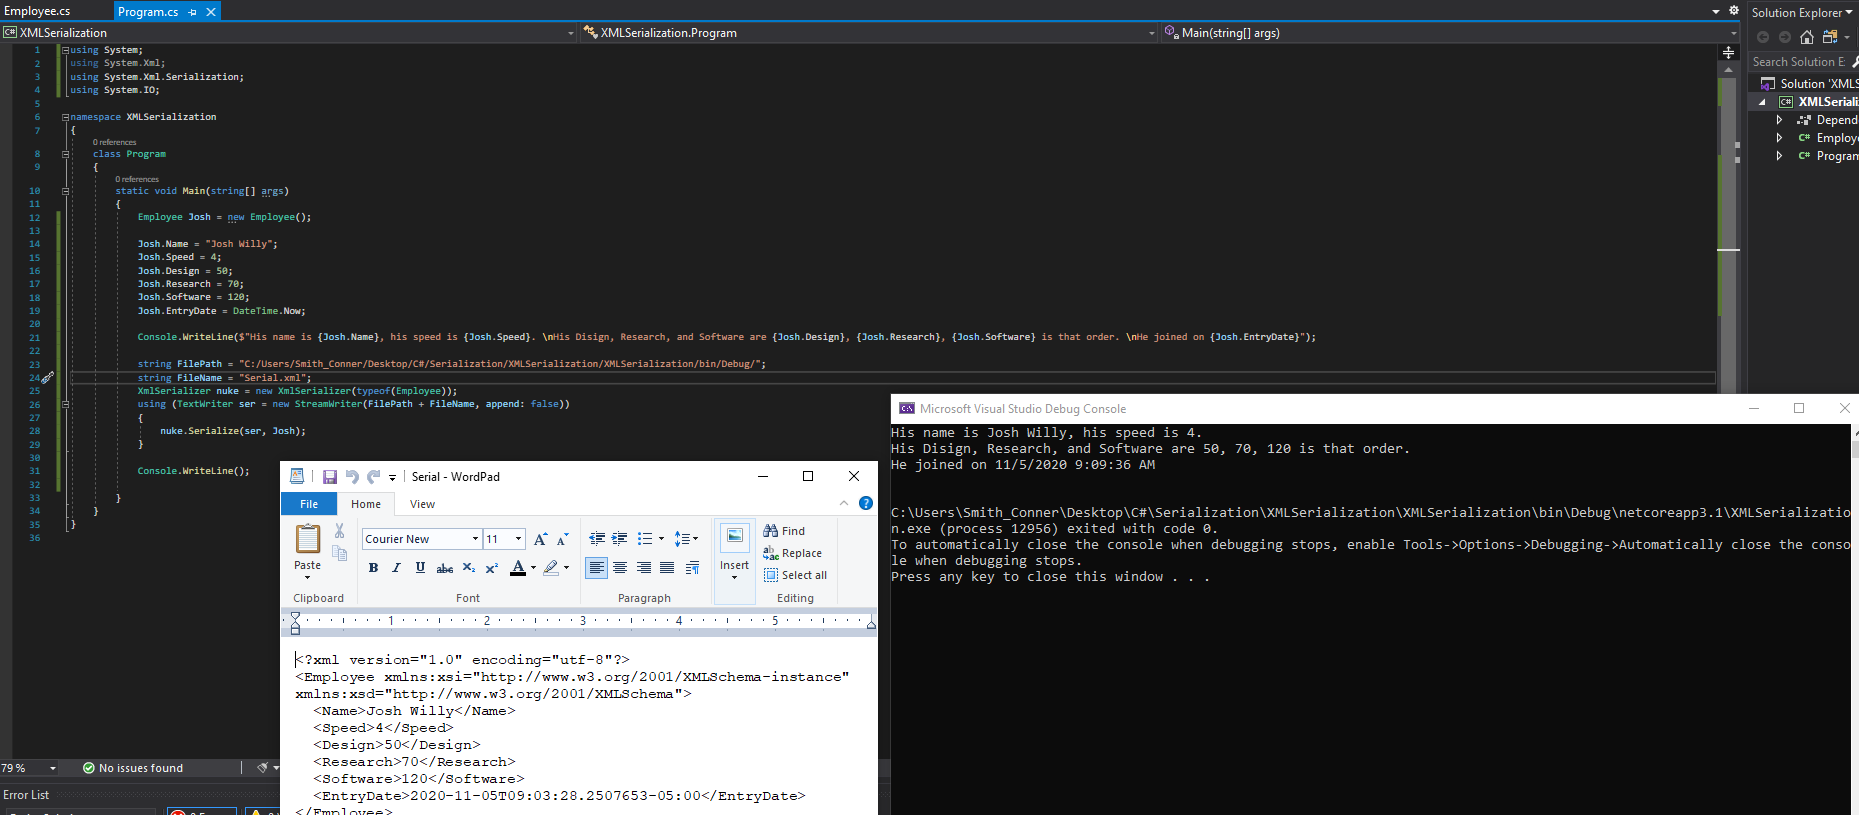 Employee.cs
Program.cs
Solution Explorer
XMLSerialization
XMLSerialization.Program
Main(string[] args)
Search Solution E
Solution 'XMLS
XMLSeriali
Depend
Employ
Program
1 using System;
2 using System.Xml;
3 using System.Xml.Serialization;
4 using System.IO;
5
6 namespace XMLSerialization
7 {
0 references
8 class Program
9 {
0 references
10 static void Main(string[] args)
11 {
12 Employee Josh = new Employee();
13
14 Josh.Name = "Josh Willy";
15 Josh.Speed = 4;
16 Josh.Design = 50;
17 Josh.Research = 70;
18 Josh.Software = 120;
19 Josh.EntryDate = DateTime.Now;
20
21 Console.WriteLine($"His name is {Josh.Name}, his speed is {Josh.Speed}. \nHis Disign, Research, and Software are {Josh.Design}, {Josh.Research}, {Josh.Software} is that order. \nHe joined on {Josh.EntryDate}");
22
23 string FilePath = "C:/Users/Smith_Conner/Desktop/C#/Serialization/XMLSerialization/XMLSerialization/bin/Debug/";
24 string FileName = "Serial.xml";
25 XmlSerializer nuke = new XmlSerializer(typeof(Employee));
26 using (TextWriter ser = new StreamWriter(FilePath + FileName, append: false))
27 {
28 nuke.Serialize(ser, Josh);
29 }
30
31 Console.WriteLine();
32
33 }
34 }
35 }
36
79 %
No issues found
Error List
Serial - WordPad
File Home View
Paste
Clipboard
Courier New
11
Font
Paragraph
Insert
Find
Replace
Select all
Editing
1 2 3 4 5
<?xml version="1.0" encoding="utf-8"?>
<Employee xmlns:xsi="http://www.w3.org/2001/XMLSchema-instance"
xmlns:xsd="http://www.w3.org/2001/XMLSchema">
<Name>Josh Willy</Name>
<Speed>4</Speed>
<Design>50</Design>
<Research>70</Research>
<Software>120</Software>
<EntryDate>2020-11-05T09:03:28.2507653-05:00</EntryDate>
</Employee>
Microsoft Visual Studio Debug Console
His name is Josh Willy, his speed is 4.
His Disign, Research, and Software are 50, 70, 120 is that order.
He joined on 11/5/2020 9:09:36 AM
C:\Users\Smith_Conner\Desktop\C#\Serialization\XMLSerialization\XMLSerialization\bin\Debug\netcoreapp3.1\XMLSerializatio
n.exe (process 12956) exited with code 0.
To automatically close the console when debugging stops, enable Tools->Options->Debugging->Automatically close the conso
le when debugging stops.
Press any key to close this window . . .